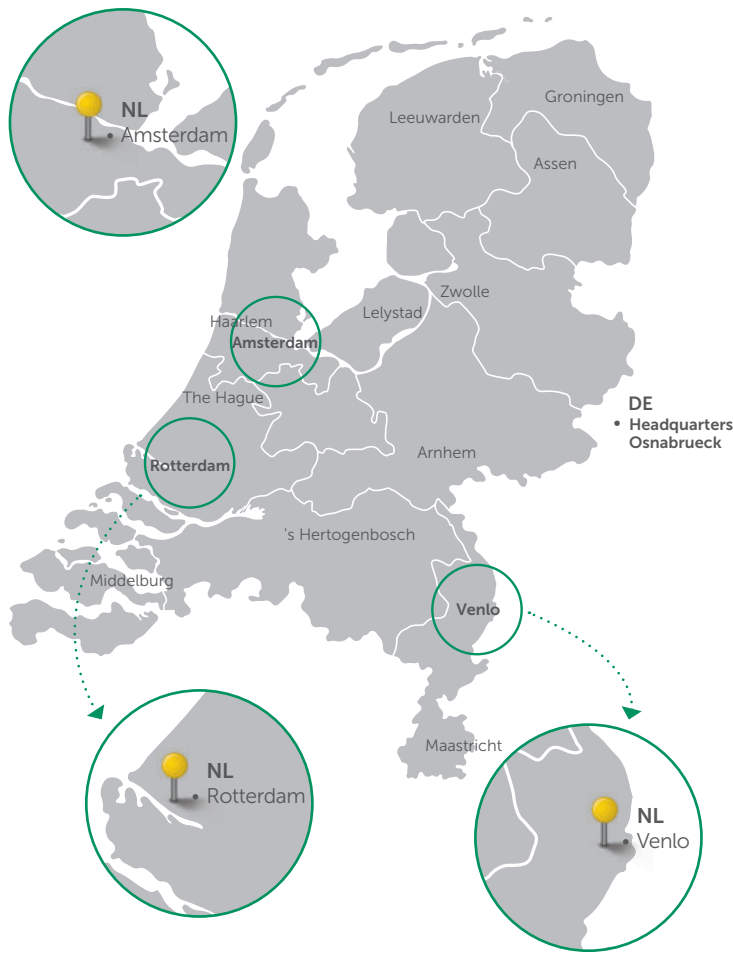 NL
Amsterdam
Groningen
Leeuwarden
Assen
Zwolle
Lelystad
Haarlem
Amsterdam
The Hague
DE
Headquarters
Osnabrueck
Arnhem
Rotterdam
's Hertogenbosch
Middelburg
Venlo
Maastricht
NL
Rotterdam
NL
Venlo